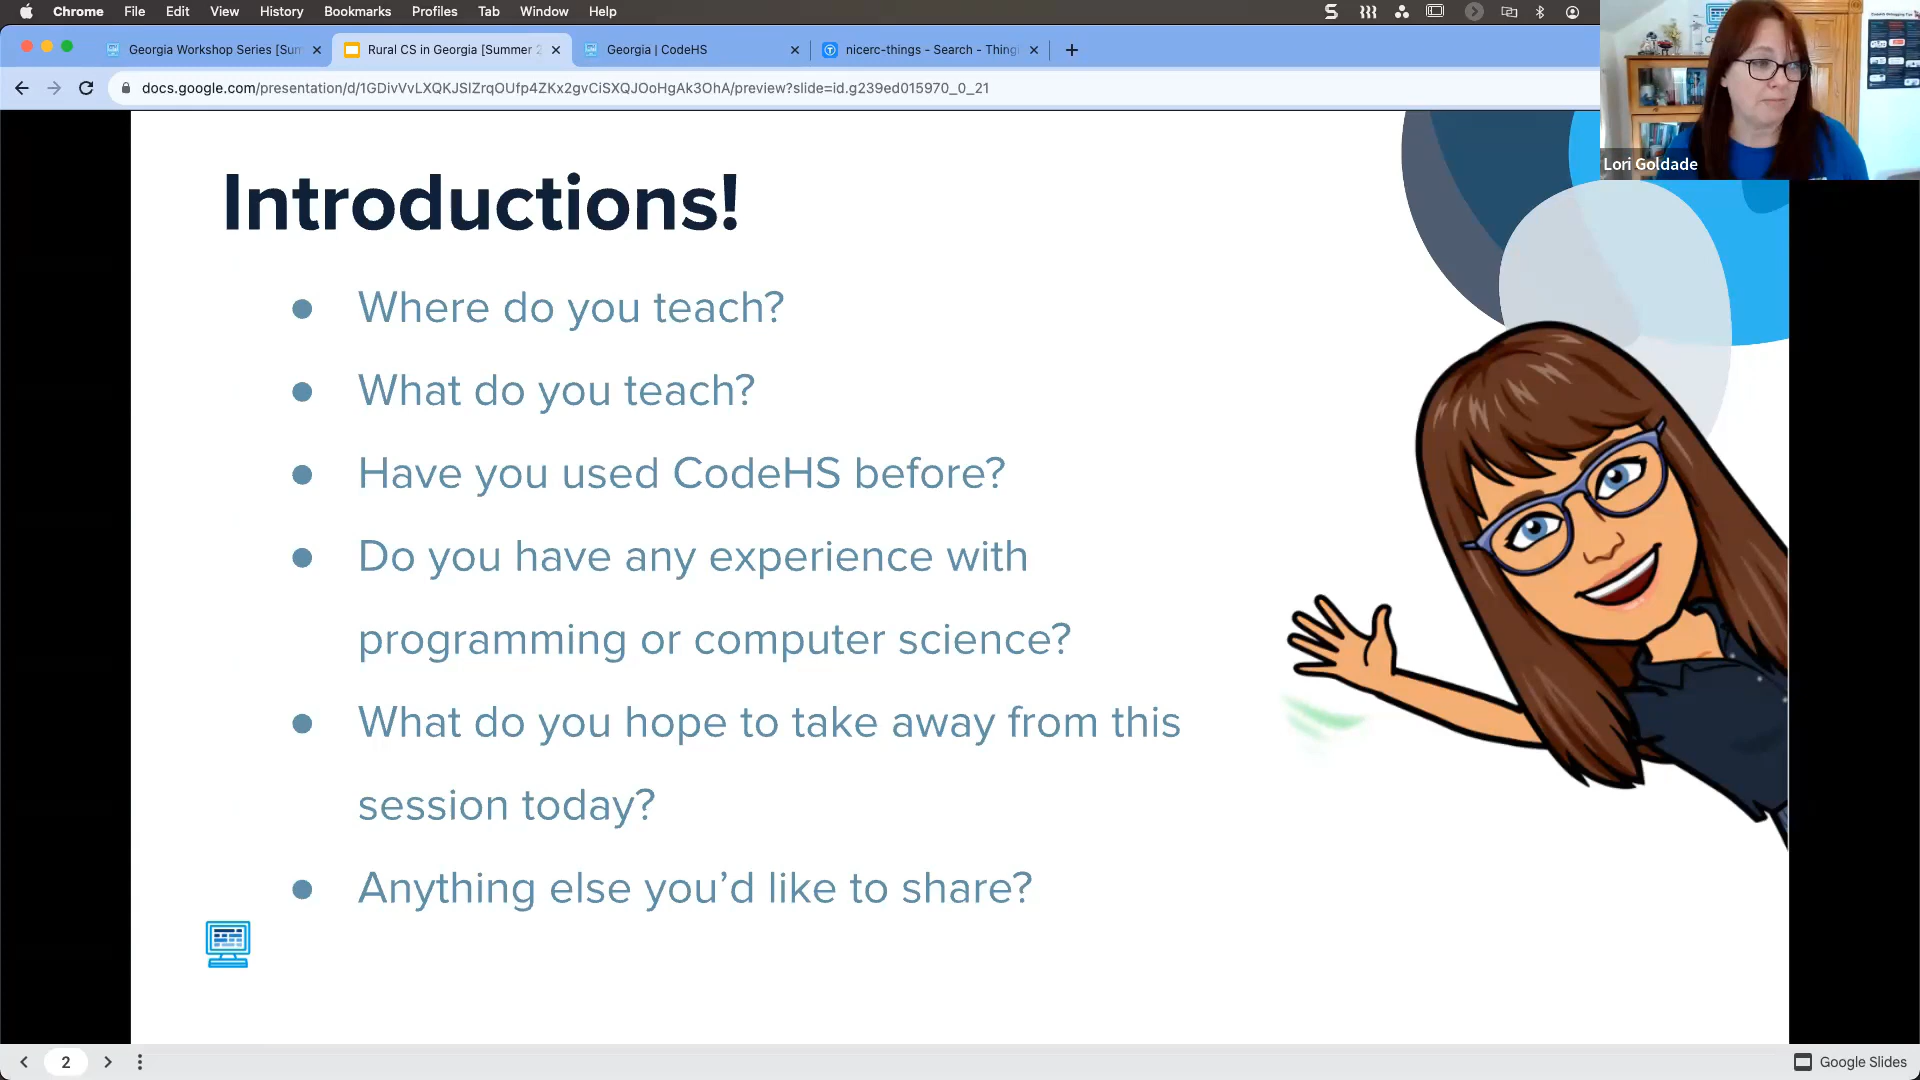 Chrome File Edit View History Bookmarks Profiles Tab Window Help
Georgia Workshop Series [Sum
Rural CS in Georgia [Summer 2
Georgia | CodeHS
nicerc-things - Search - Thing
docs.google.com/presentation/d/1GDivVvLXQKJSIZrqOUfp4ZKx2gvCiSXQJOoHgAk3OhA/preview?slide=id.g239ed015970_0_21
Lori Goldade
Introductions!
● Where do you teach?
● What do you teach?
● Have you used CodeHS before?
● Do you have any experience with
programming or computer science?
● What do you hope to take away from this
session today?
● Anything else you’d like to share?
2
Google Slides